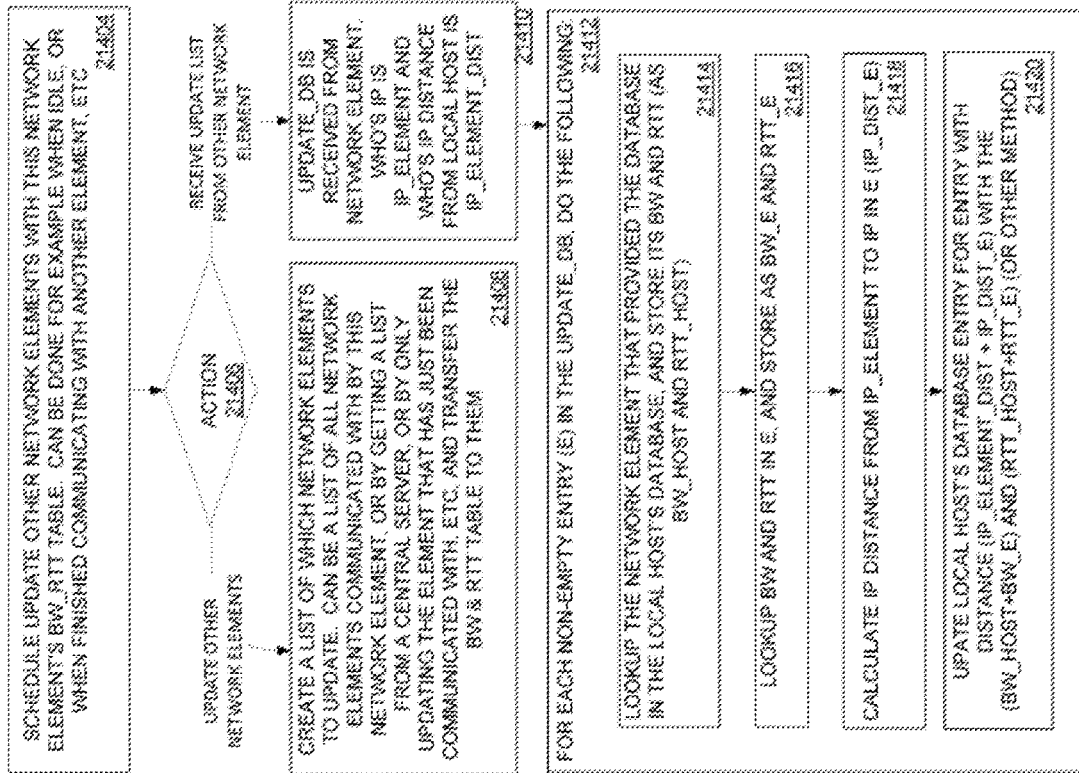 SCHEDULE UPDATE OTHER NETWORK ELEMENTS WITH THIS NETWORK
ELEMENT'S BW_RTT TABLE. CAN BE DONE FOR EXAMPLE WHEN IDLE, OR
WHEN FINISHED COMMUNICATING WITH ANOTHER ELEMENT, ETC
21404
ACTION
21406
UPDATE OTHER
NETWORK ELEMENTS
RECEIVE UPDATE LIST
FROM OTHER NETWORK
ELEMENT
CREATE A LIST OF WHICH NETWORK ELEMENTS
TO UPDATE. CAN BE A LIST OF ALL NETWORK
ELEMENTS COMMUNICATED WITH BY THIS
NETWORK ELEMENT, OR BY GETTING A LIST
FROM A CENTRAL SERVER, OR BY ONLY
UPDATING THE ELEMENT THAT HAS JUST BEEN
COMMUNICATED WITH, ETC. AND TRANSFER THE
BW & RTT TABLE TO THEM
21408
UPDATE_DB IS
RECEIVED FROM
NETWORK ELEMENT,
WHO'S IP IS
IP_ELEMENT AND
WHO'S IP DISTANCE
FROM LOCAL HOST IS
IP_ELEMENT_DIST
21410
FOR EACH NON-EMPTY ENTRY (E) IN THE UPDATE_DB, DO THE FOLLOWING:
21412
LOOKUP THE NETWORK ELEMENT THAT PROVIDED THE DATABASE
IN THE LOCAL HOST'S DATABASE, AND STORE ITS BW AND RTT (AS
BW_HOST AND RTT_HOST)
21414
LOOKUP BW AND RTT IN E, AND STORE AS BW_E AND RTT_E
21416
CALCULATE IP DISTANCE FROM IP_ELEMENT TO IP IN E (IP_DIST_E)
21418
UPATE LOCAL HOST'S DATABASE ENTRY FOR ENTRY WITH
DISTANCE (IP_ELEMENT_DIST + IP_DIST_E) WITH THE
(BW_HOST+BW_E) AND (RTT_HOST+RTT_E) (OR OTHER METHOD)
21420